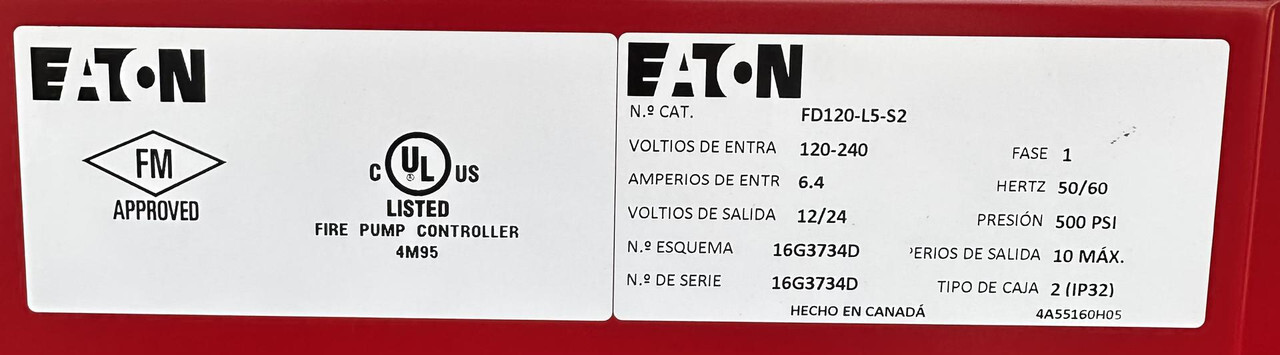 EATON
FM
APPROVED
C UL US
®
LISTED
FIRE PUMP CONTROLLER
4M95
EATON
N.º CAT. FD120-L5-S2
VOLTIOS DE ENTRA 120-240 FASE 1
AMPERIOS DE ENTR 6.4 HERTZ 50/60
VOLTIOS DE SALIDA 12/24 PRESIÓN 500 PSI
N.º ESQUEMA 16G3734D PERIOS DE SALIDA 10 MÁX.
N.º DE SERIE 16G3734D TIPO DE CAJA 2 (IP32)
HECHO EN CANADÁ 4A55160H05